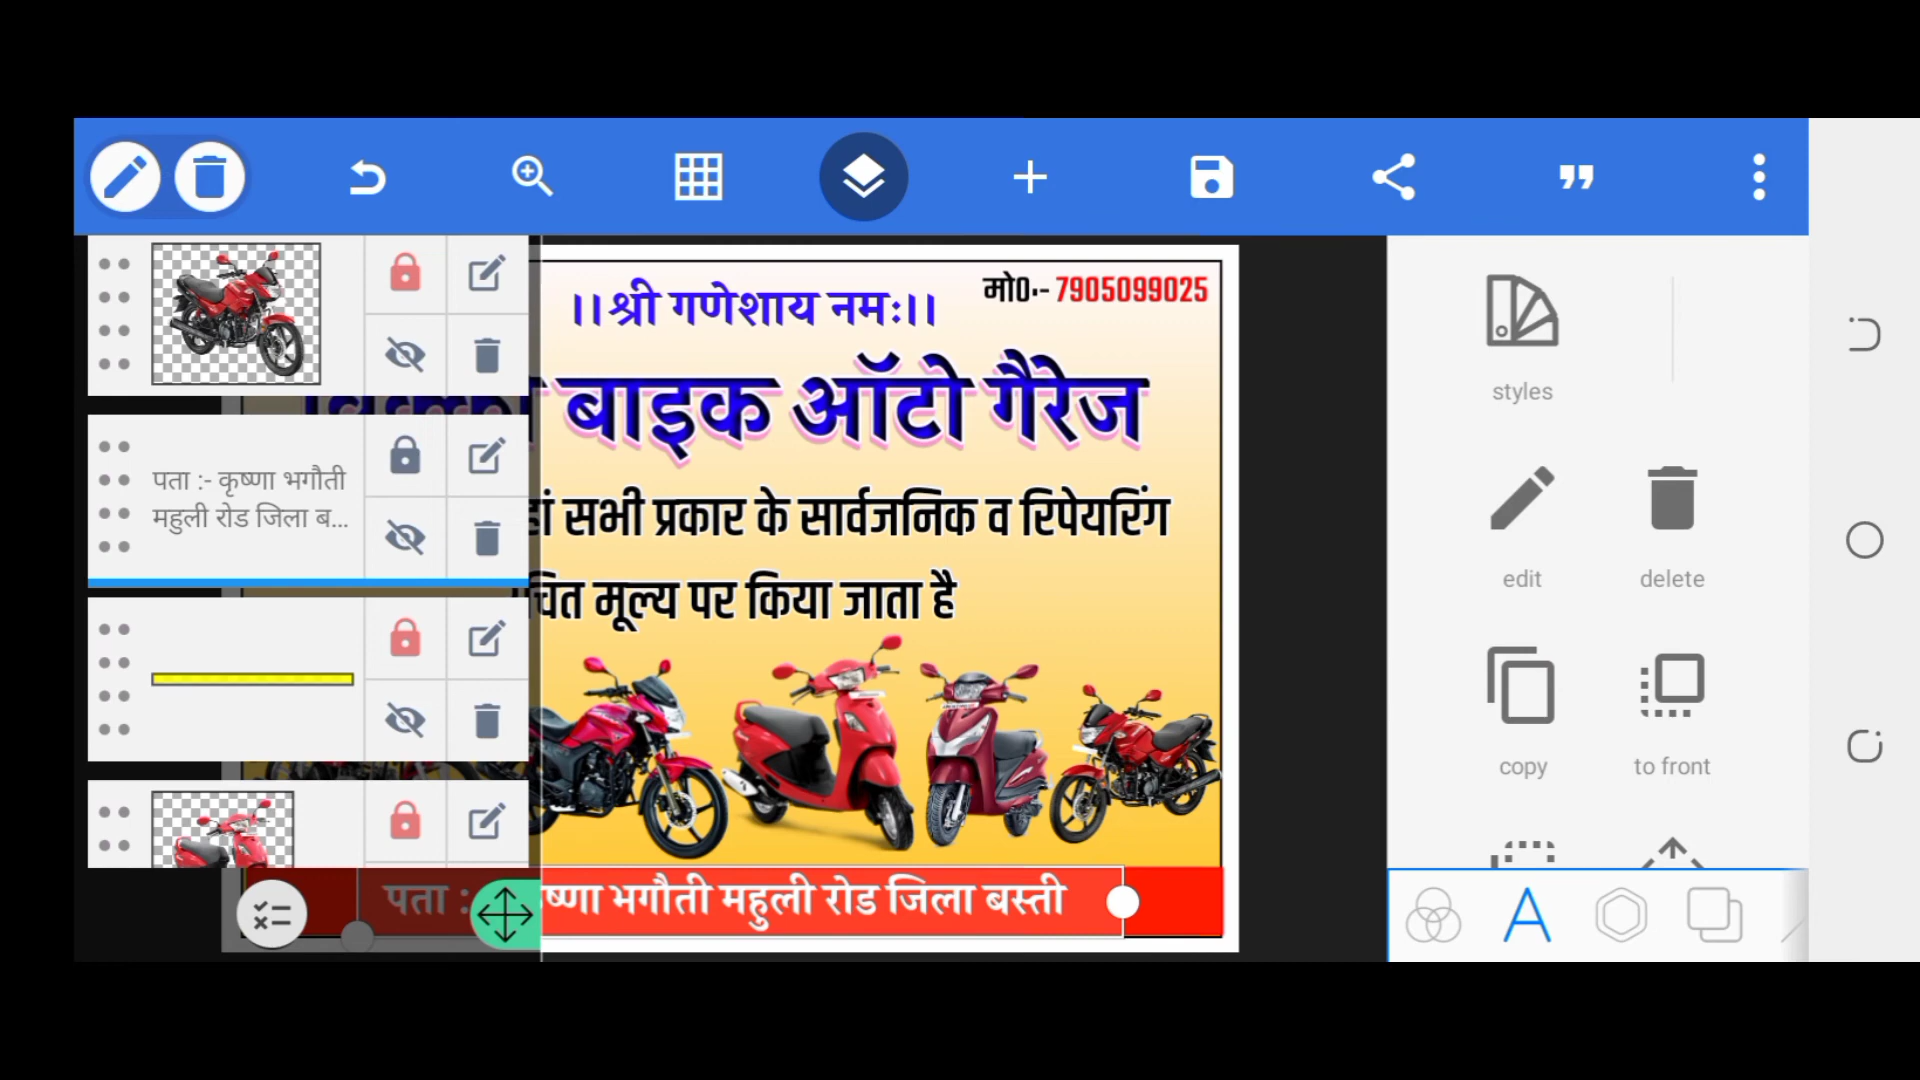 पता :- कृष्णा भगौती
महुली रोड जिला ब...
।।श्री गणेशाय नमः।।
मो0:- 7905099025
बाइक ऑटो गैरेज
सभी प्रकार के सार्वजनिक व रिपेयरिंग
मूल्य पर किया जाता है
पता : ष्णा भगौती महुली रोड जिला बस्ती
styles
edit
delete
copy
to front